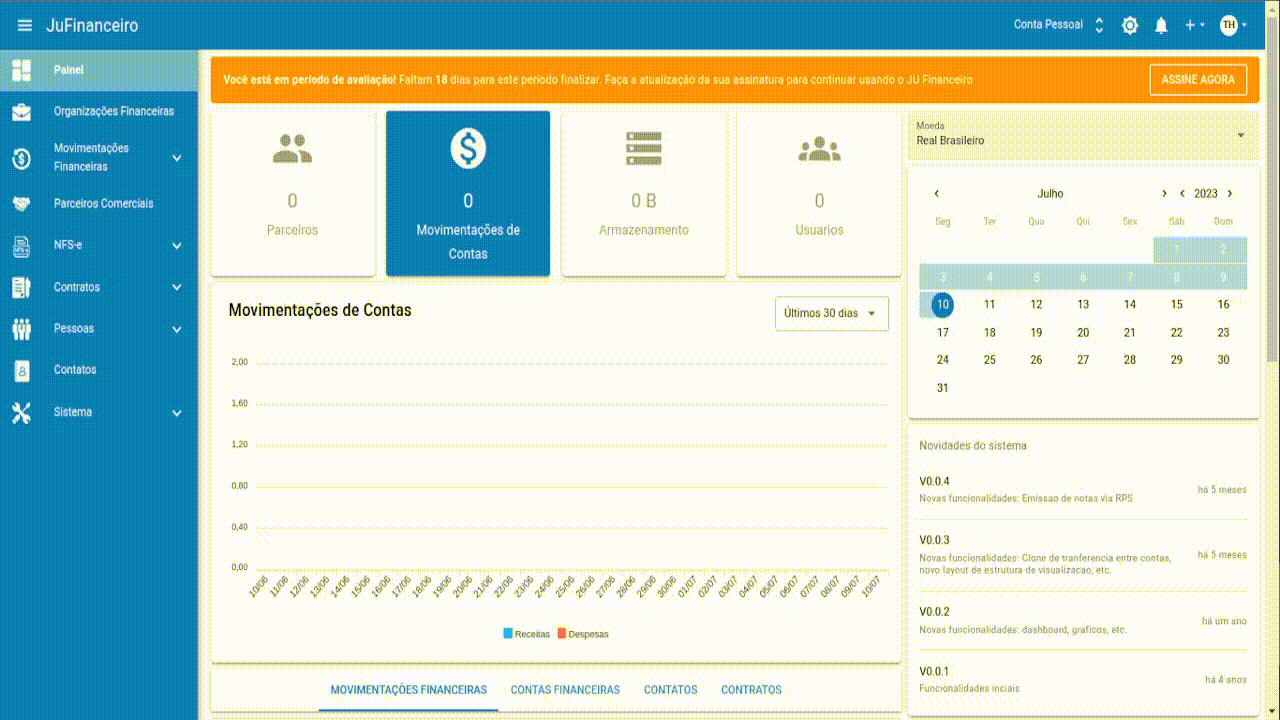 JuFinanceiro
Conta Pessoal
TH
Painel
Organizações Financeiras
Movimentações
Financeiras
Parceiros Comerciais
NFS-e
Contratos
Pessoas
Contatos
Sistema
Você está em período de avaliação! Faltam 18 dias para este período finalizar. Faça a atualização da sua assinatura para continuar usando o JU Financeiro
ASSINE AGORA
0
Parceiros
0
Movimentações de
Contas
0 B
Armazenamento
0
Usuarios
Movimentações de Contas
Últimos 30 dias
2,00
1,60
1,20
0,80
0,40
0,00
10/06 11/06 12/06 13/06 14/06 15/06 16/06 17/06 18/06 19/06 20/06 21/06 22/06 23/06 24/06 25/06 26/06 27/06 28/06 29/06 30/06 01/07 02/07 03/07 04/07 05/07 06/07 07/07 08/07 09/07 10/07
Receitas Despesas
MOVIMENTAÇÕES FINANCEIRAS CONTAS FINANCEIRAS CONTATOS CONTRATOS
Moeda
Real Brasileiro
Julho 2023
Seg Ter Qua Qui Sex Sáb Dom
1 2
3 4 5 6 7 8 9
10 11 12 13 14 15 16
17 18 19 20 21 22 23
24 25 26 27 28 29 30
31
Novidades do sistema
V0.0.4
Novas funcionalidades: Emissao de notas via RPS
há 5 meses
V0.0.3
Novas funcionalidades: Clone de tranferencia entre contas,
novo layout de estrutura de visualizacao, etc.
há 5 meses
V0.0.2
Novas funcionalidades: dashboard, graficos, etc.
há um ano
V0.0.1
Funcionalidades inciais
há 4 anos